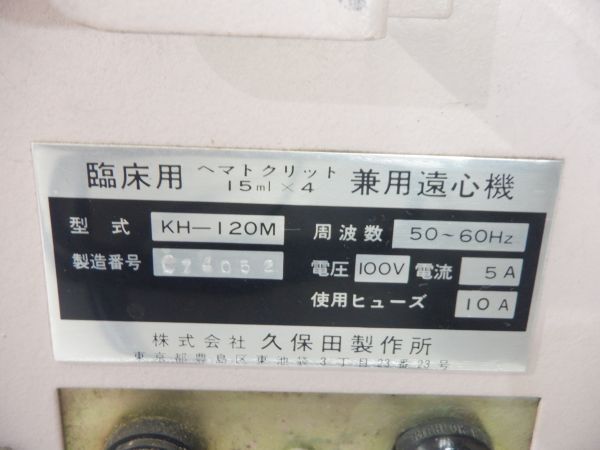 臨床用 ヘマトクリット 兼用遠心機
15ml×4
型式 KH-120M 周波数 50~60Hz
製造番号 電圧 100V 電流 5A
使用ヒューズ 10A
株式会社 久保田製作所
東京都豊島区東池袋3丁目23番23号